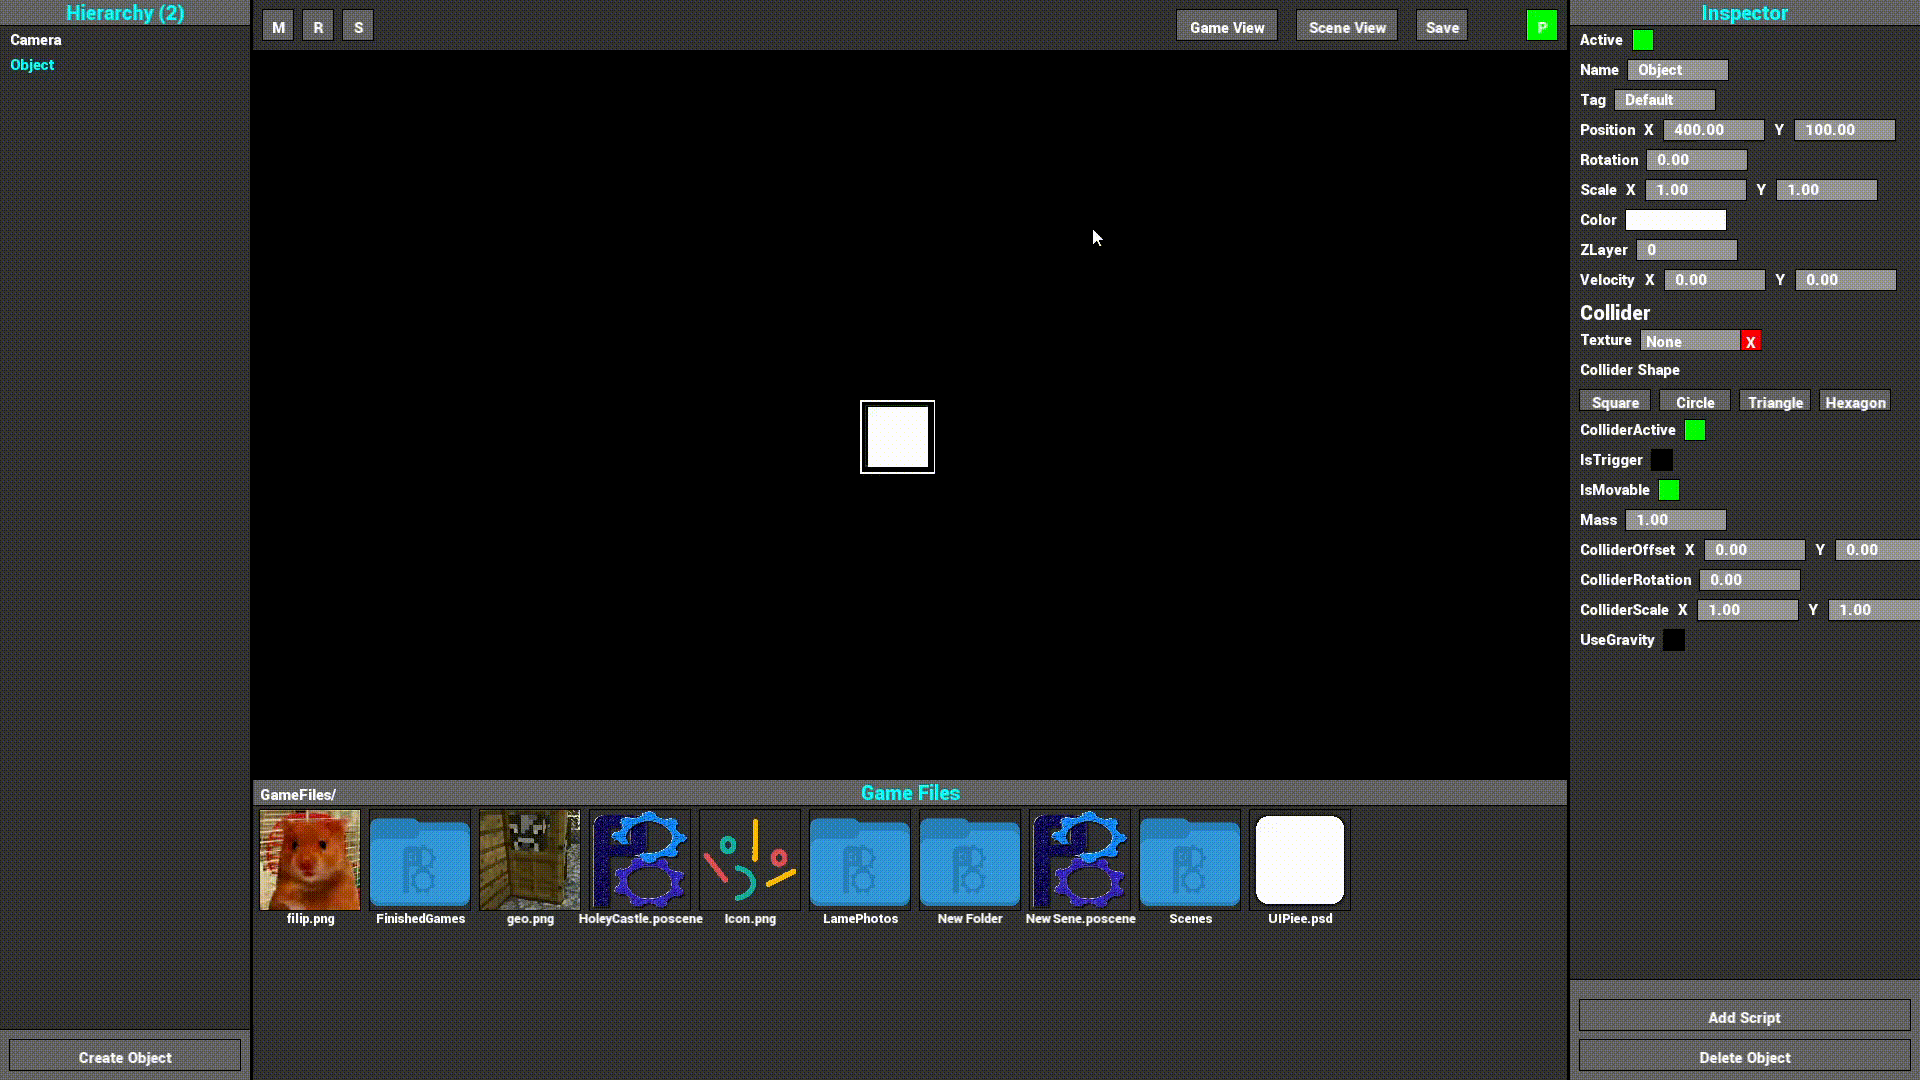 Hierarchy (2)
Camera
Object
Create Object
M R S Game View Scene View Save P
GameFiles/ Game Files
filip.png FinishedGames geo.png HoleyCastle.poscene Icon.png LamePhotos New Folder New Sene.poscene Scenes UIPiee.psd
Inspector
Active
Name Object
Tag Default
Position X 400.00 Y 100.00
Rotation 0.00
Scale X 1.00 Y 1.00
Color
ZLayer 0
Velocity X 0.00 Y 0.00
Collider
Texture None X
Collider Shape
Square Circle Triangle Hexagon
ColliderActive
IsTrigger
IsMovable
Mass 1.00
ColliderOffset X 0.00 Y 0.00
ColliderRotation 0.00
ColliderScale X 1.00 Y 1.00
UseGravity
Add Script
Delete Object